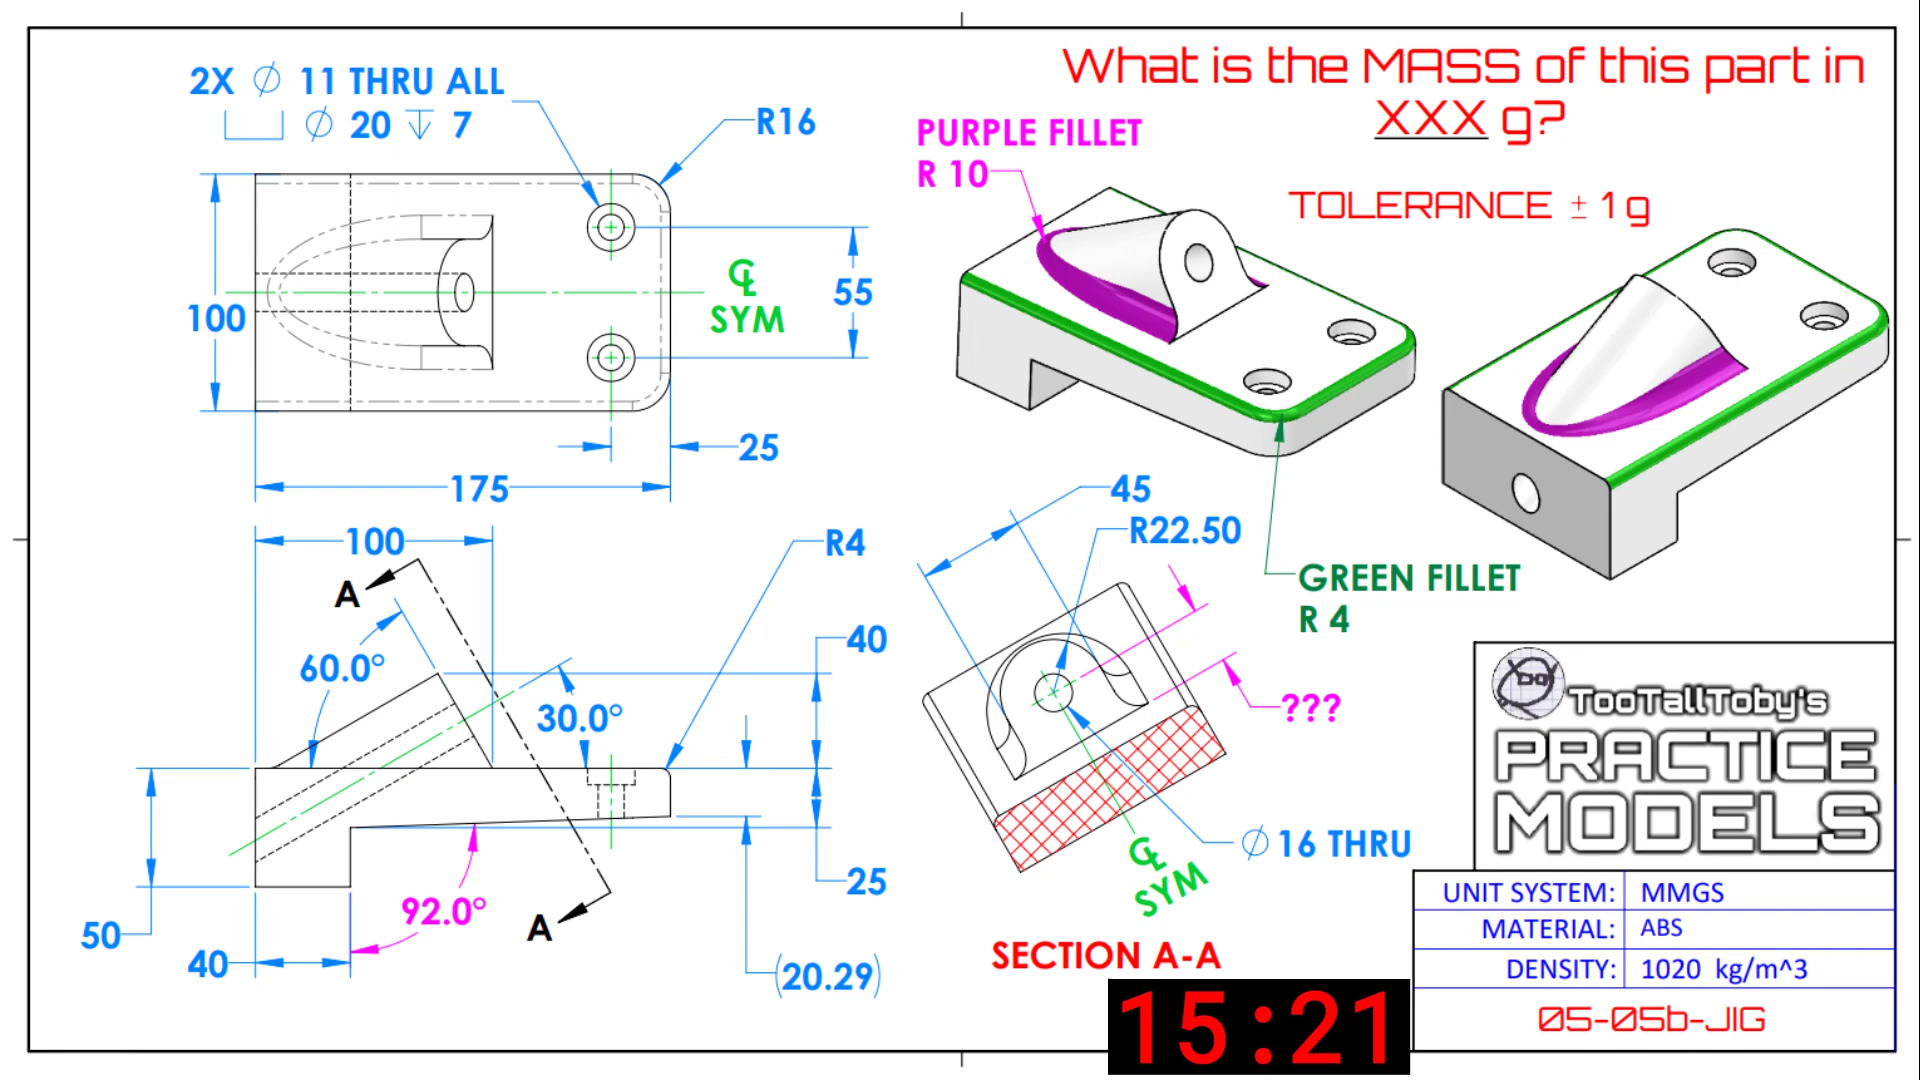 2X ∅ 11 THRU ALL
⌴ ∅ 20 ↧ 7
R16
100
℄
SYM
55
25
175
What is the MASS of this part in
XXX g?
TOLERANCE ± 1 g
PURPLE FILLET
R 10
GREEN FILLET
R 4
100
A
60.0°
30.0°
R4
40
50
40
92.0°
A
25
(20.29)
45
R22.50
???
∅ 16 THRU
℄
SYM
SECTION A-A
TooTallToby's
PRACTICE
MODELS
UNIT SYSTEM: MMGS
MATERIAL: ABS
DENSITY: 1020 kg/m^3
05-05b-JIG
15:21